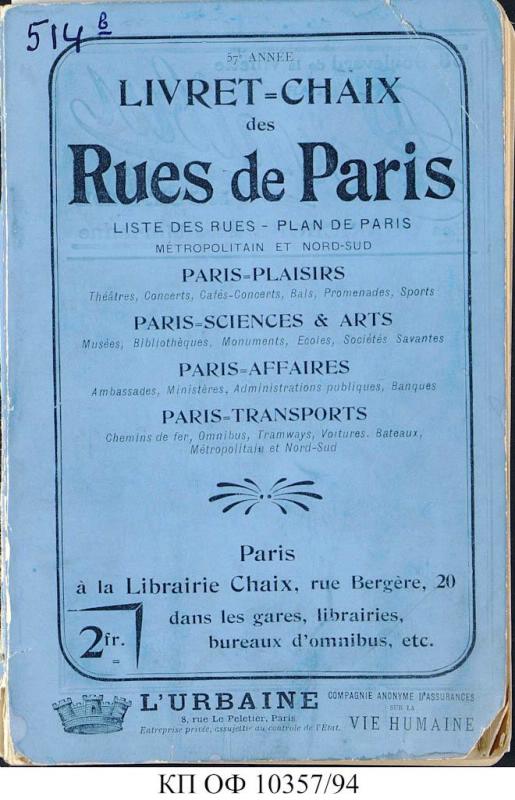 514 в
57e ANNÉE
LIVRET=CHAIX
des
Rues de Paris
LISTE DES RUES - PLAN DE PARIS
MÉTROPOLITAIN ET NORD-SUD
PARIS=PLAISIRS
Théâtres, Concerts, Cafés-Concerts, Bals, Promenades, Sports
PARIS=SCIENCES & ARTS
Musées, Bibliothèques, Monuments, Ecoles, Sociétés Savantes
PARIS=AFFAIRES
Ambassades, Ministères, Administrations publiques, Banques
PARIS=TRANSPORTS
Chemins de fer, Omnibus, Tramways, Voitures. Bateaux,
Métropolitain et Nord-Sud
Paris
à la Librairie Chaix, rue Bergère, 20
dans les gares, librairies,
bureaux d'omnibus, etc.
2 fr.
L'URBAINE
8, rue Le Peletier, Paris
Entreprise privée, assujettie au contrôle de l'État.
COMPAGNIE ANONYME D'ASSURANCES
SUR LA
VIE HUMAINE
КП ОФ 10357/94